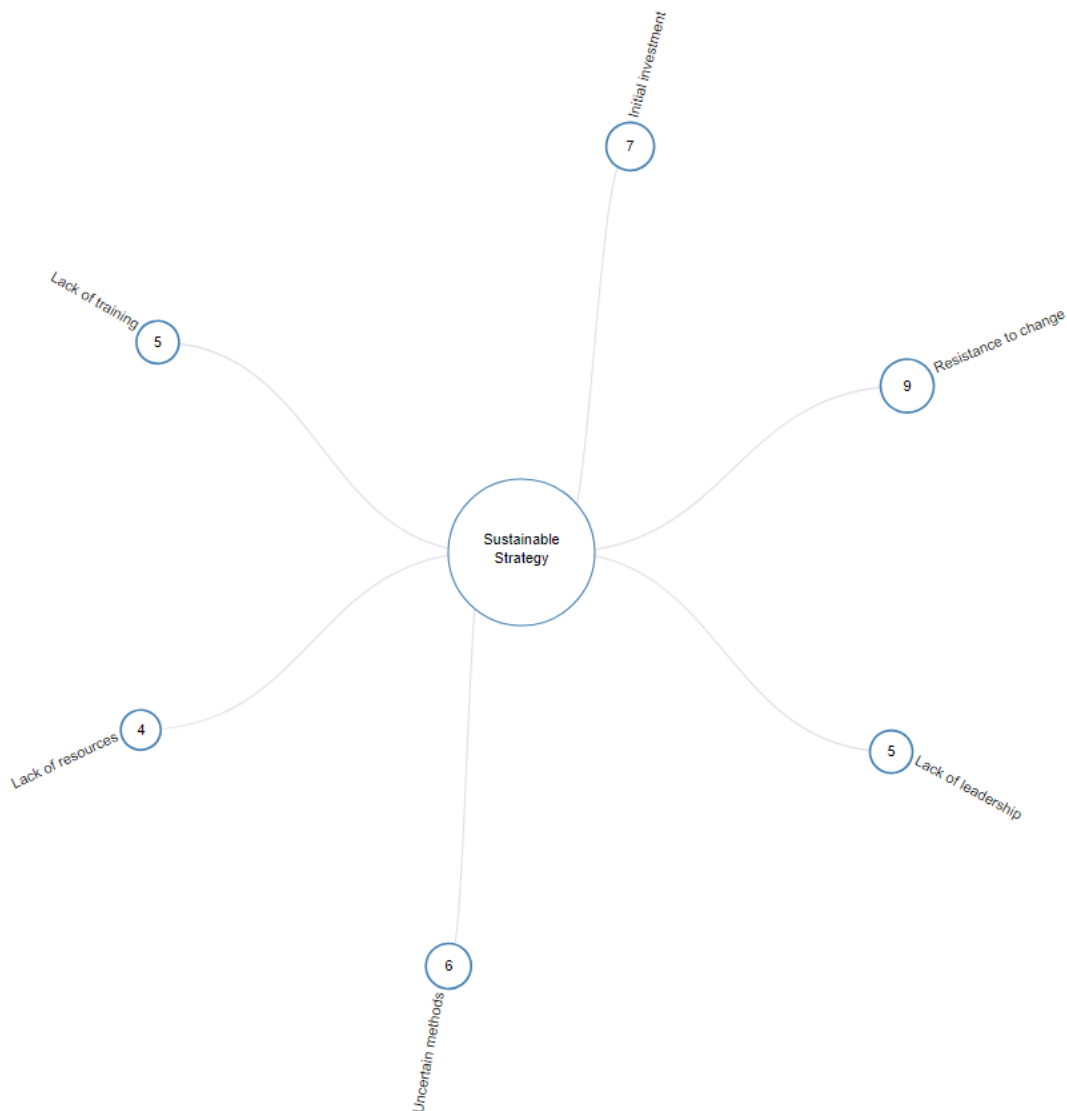 Initial investment
7
Lack of training
5
Resistance to change
9
Sustainable
Strategy
4
Lack of resources
5
Lack of leadership
6
Uncertain methods